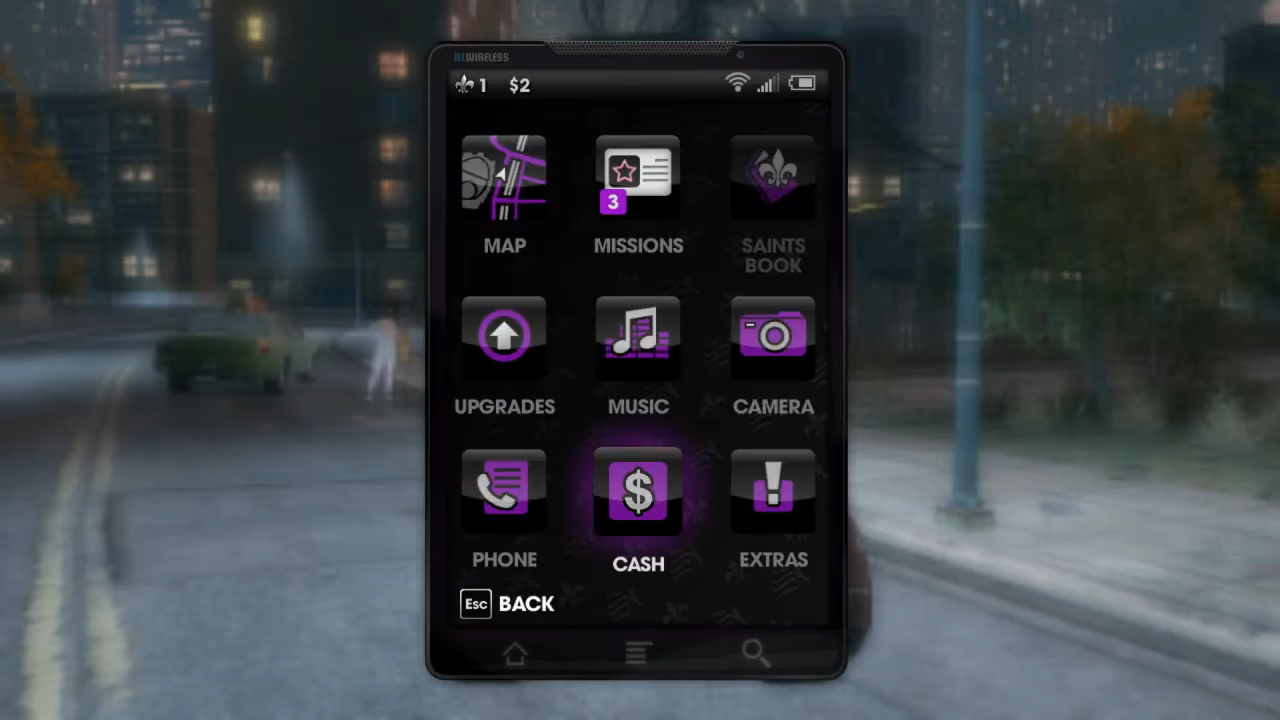 ILLWIRELESS
1 $2
MAP
3
MISSIONS
SAINTS
BOOK
UPGRADES
MUSIC
CAMERA
$
!
PHONE
CASH
EXTRAS
Esc BACK